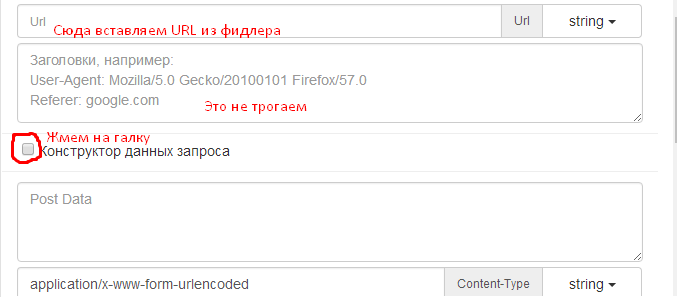 Url Сюда вставляем URL из фидлера Url string
Заголовки, например:
User-Agent: Mozilla/5.0 Gecko/20100101 Firefox/57.0
Referer: google.com Это не трогаем
Жмем на галку
Конструктор данных запроса
Post Data
application/x-www-form-urlencoded Content-Type string